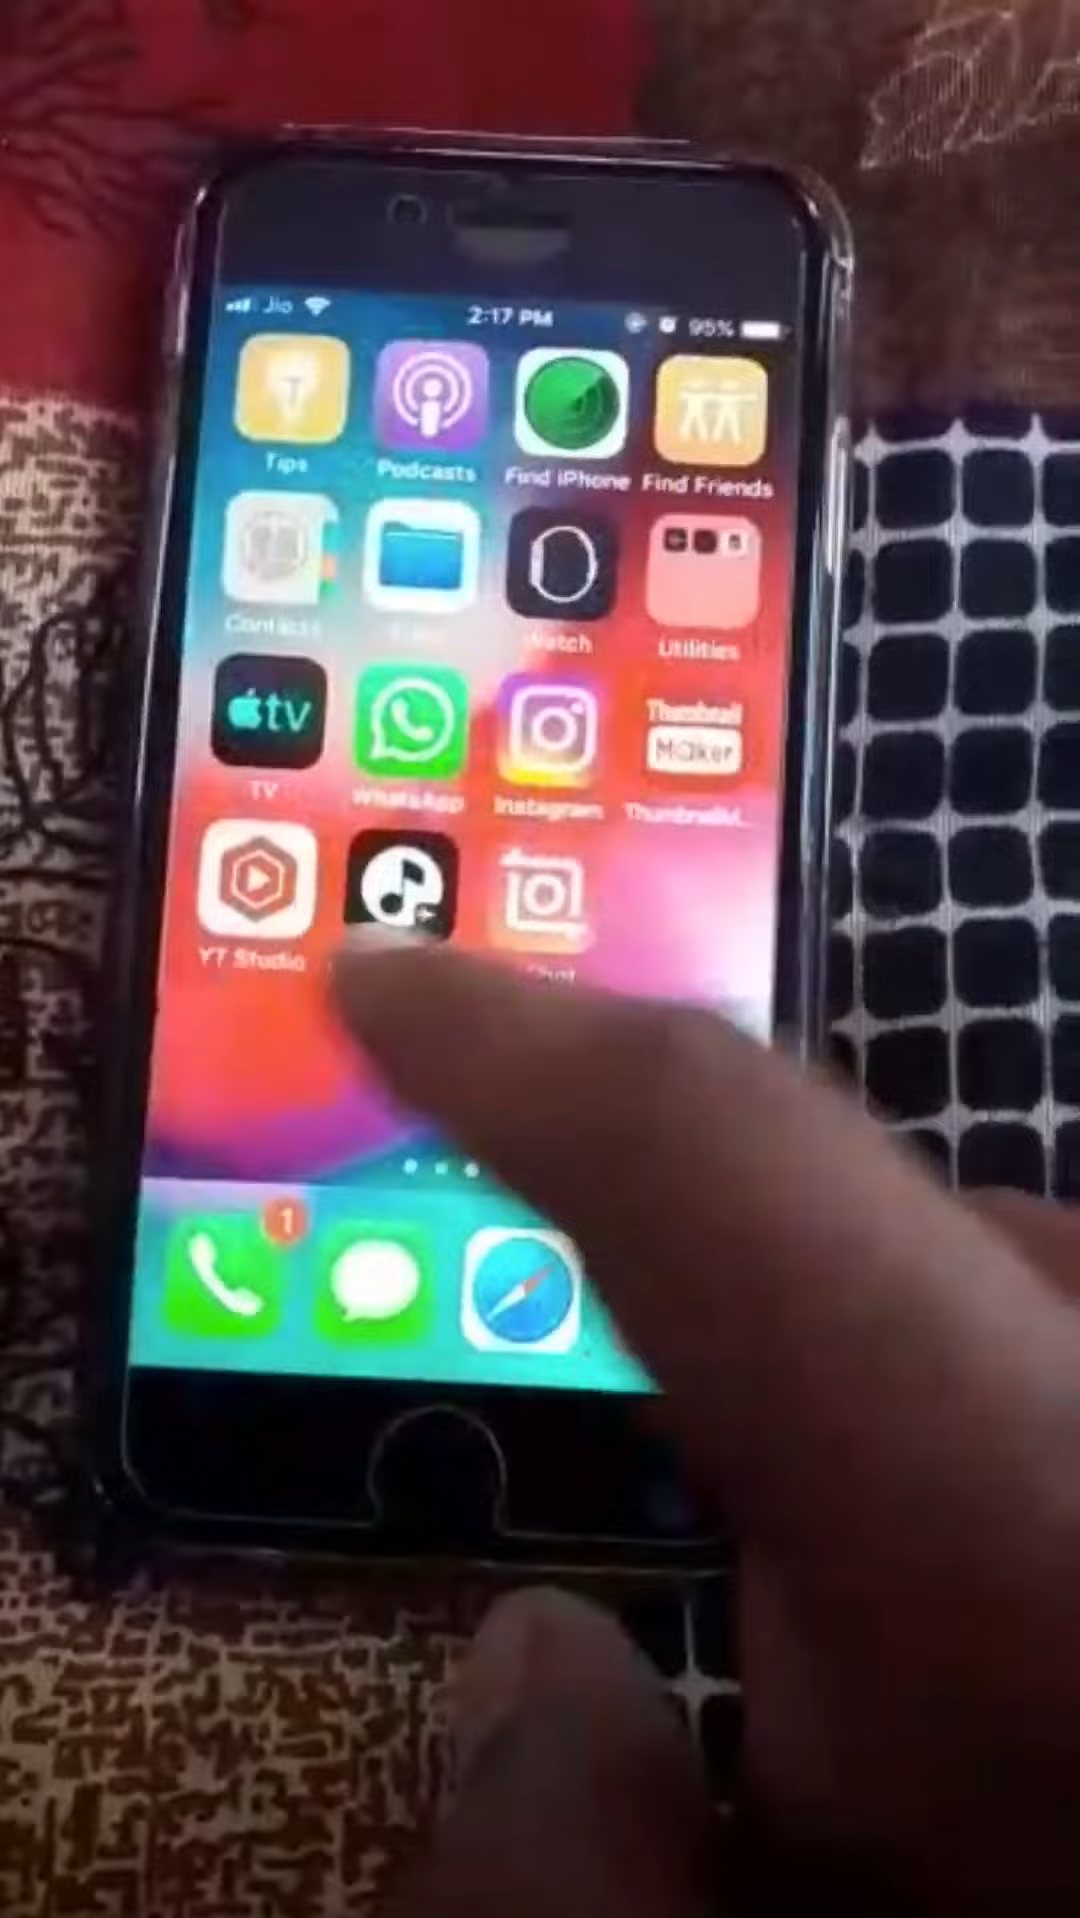 Jio 2:17 PM 95%
Tips Podcasts Find iPhone Find Friends
Contacts Watch Utilities
tv
Thumbnail
Maker
TV WhatsApp Instagram ThumbnailM...
YT Studio
1